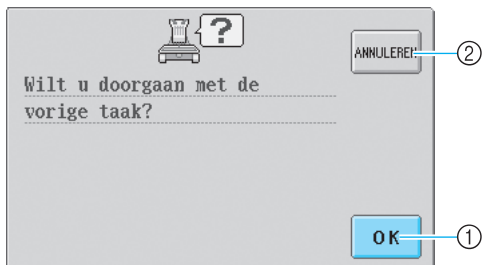 ?
ANNULEREN
②
Wilt u doorgaan met de
vorige taak?
OK
①